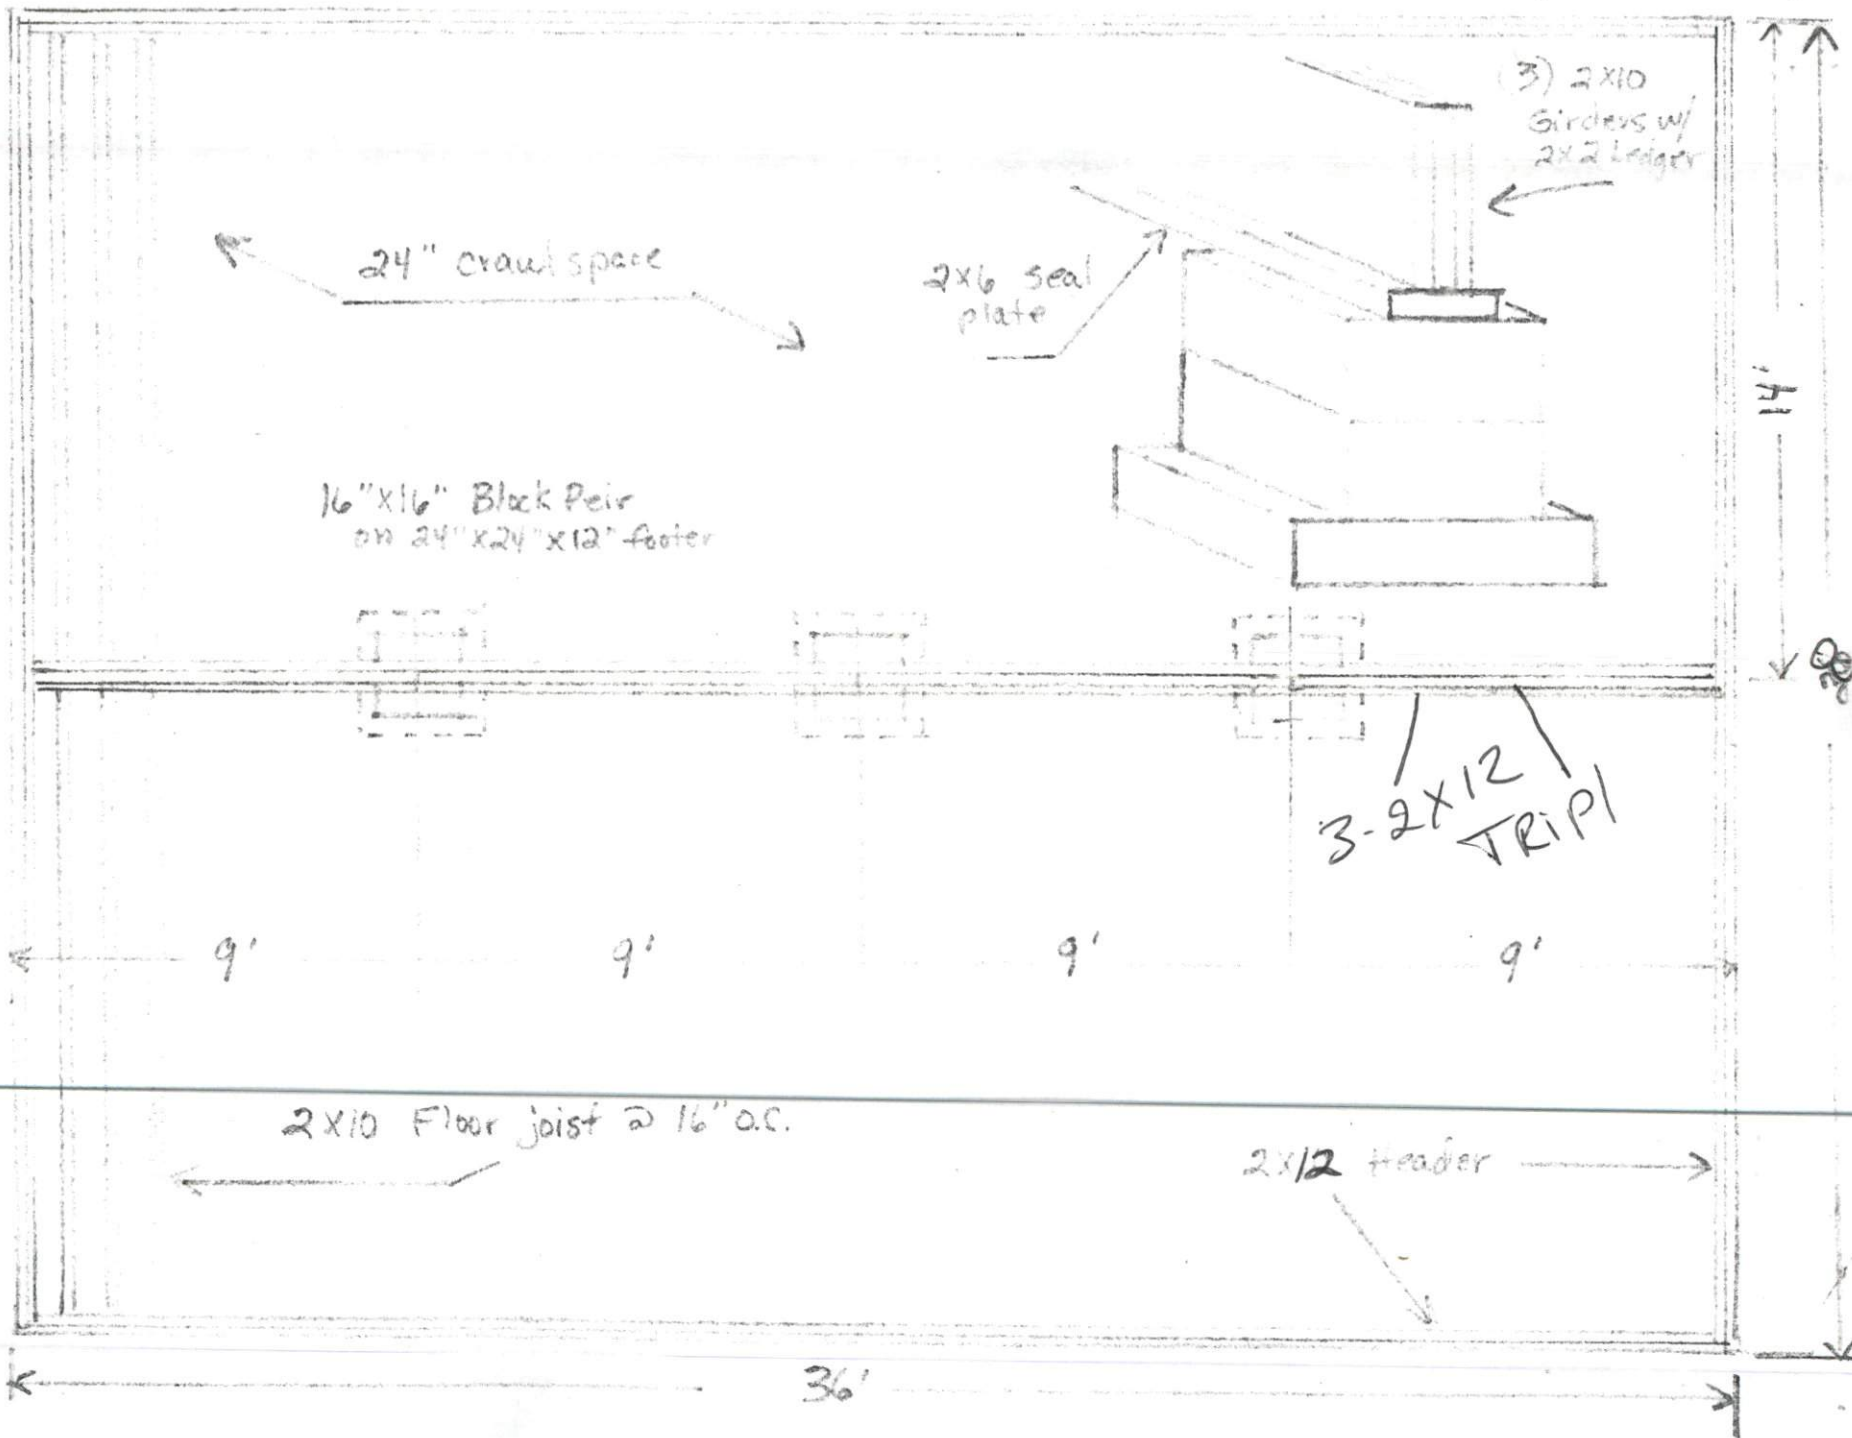 (3) 2x10
Girders w/
2x2 Ledger
24" crawl space
2x6 seal
plate
14'
16"x16" Block Peir
on 24"x24"x12" footer
28'
3-2x12
TRIPl
9' 9' 9' 9'
2x10 Floor joist @ 16" O.C.
2x12 Header
36'